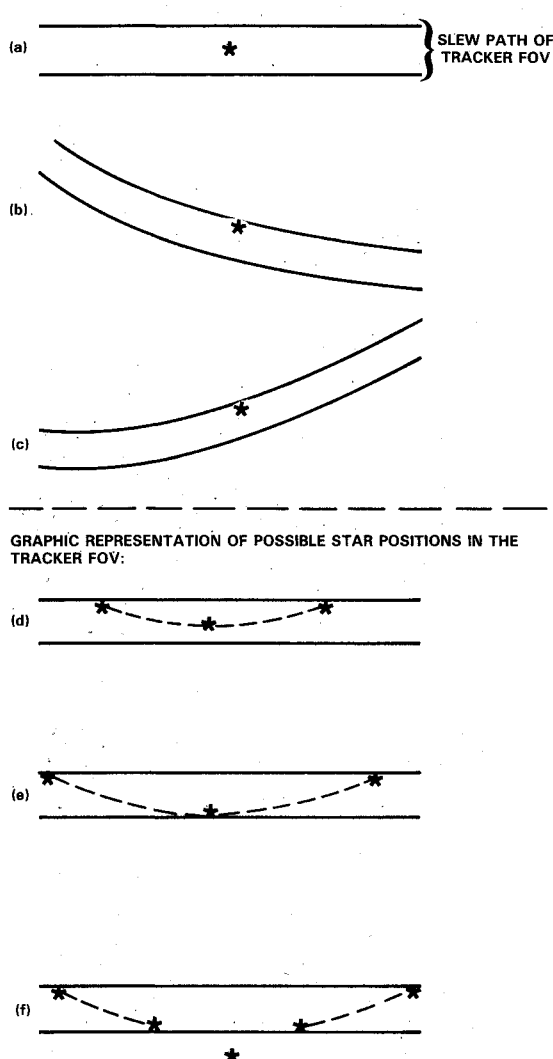 (a)
SLEW PATH OF
TRACKER FOV
(b)
(c)
GRAPHIC REPRESENTATION OF POSSIBLE STAR POSITIONS IN THE
TRACKER FOV:
(d)
(e)
(f)